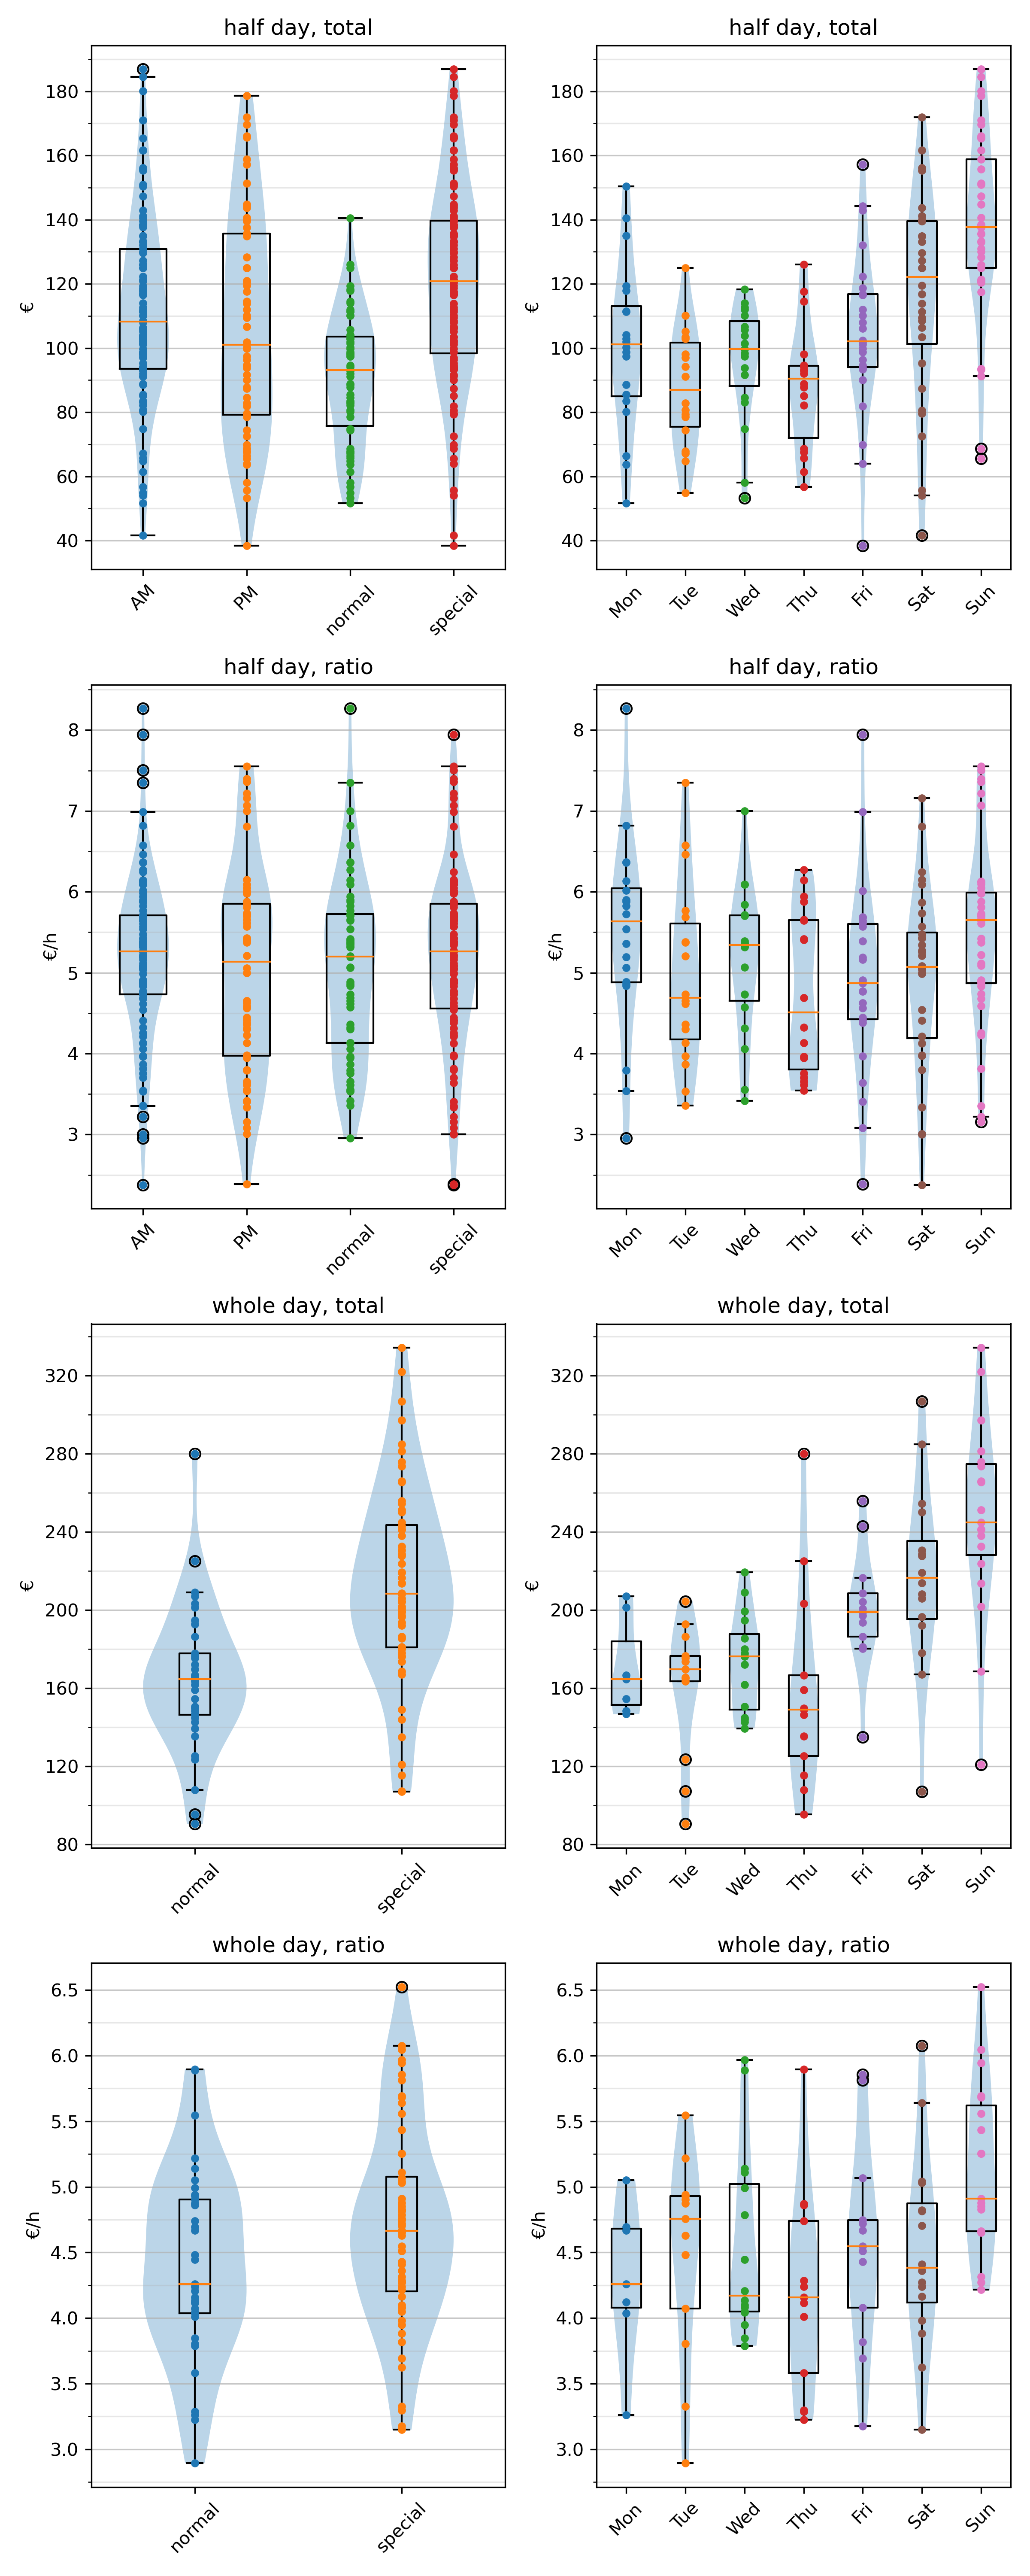 half day, total
half day, total
180
160
140
120
100
80
60
40
€
AM
PM
normal
special
180
160
140
120
100
80
60
40
€
Mon
Tue
Wed
Thu
Fri
Sat
Sun
half day, ratio
half day, ratio
8
7
6
5
4
3
€/h
AM
PM
normal
special
8
7
6
5
4
3
€/h
Mon
Tue
Wed
Thu
Fri
Sat
Sun
whole day, total
whole day, total
320
280
240
200
160
120
80
€
normal
special
320
280
240
200
160
120
80
€
Mon
Tue
Wed
Thu
Fri
Sat
Sun
whole day, ratio
whole day, ratio
6.5
6.0
5.5
5.0
4.5
4.0
3.5
3.0
€/h
normal
special
6.5
6.0
5.5
5.0
4.5
4.0
3.5
3.0
€/h
Mon
Tue
Wed
Thu
Fri
Sat
Sun